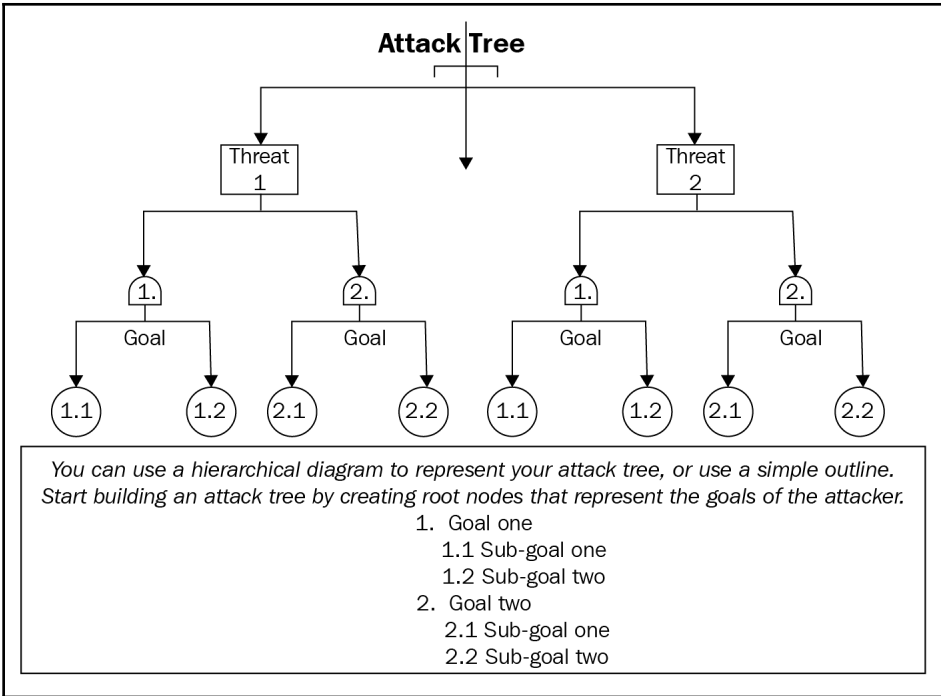 Attack Tree
Threat
1
Threat
2
1.
2.
1.
2.
Goal
Goal
Goal
Goal
1.1
1.2
2.1
2.2
1.1
1.2
2.1
2.2
You can use a hierarchical diagram to represent your attack tree, or use a simple outline.
Start building an attack tree by creating root nodes that represent the goals of the attacker.
1. Goal one
1.1 Sub-goal one
1.2 Sub-goal two
2. Goal two
2.1 Sub-goal one
2.2 Sub-goal two